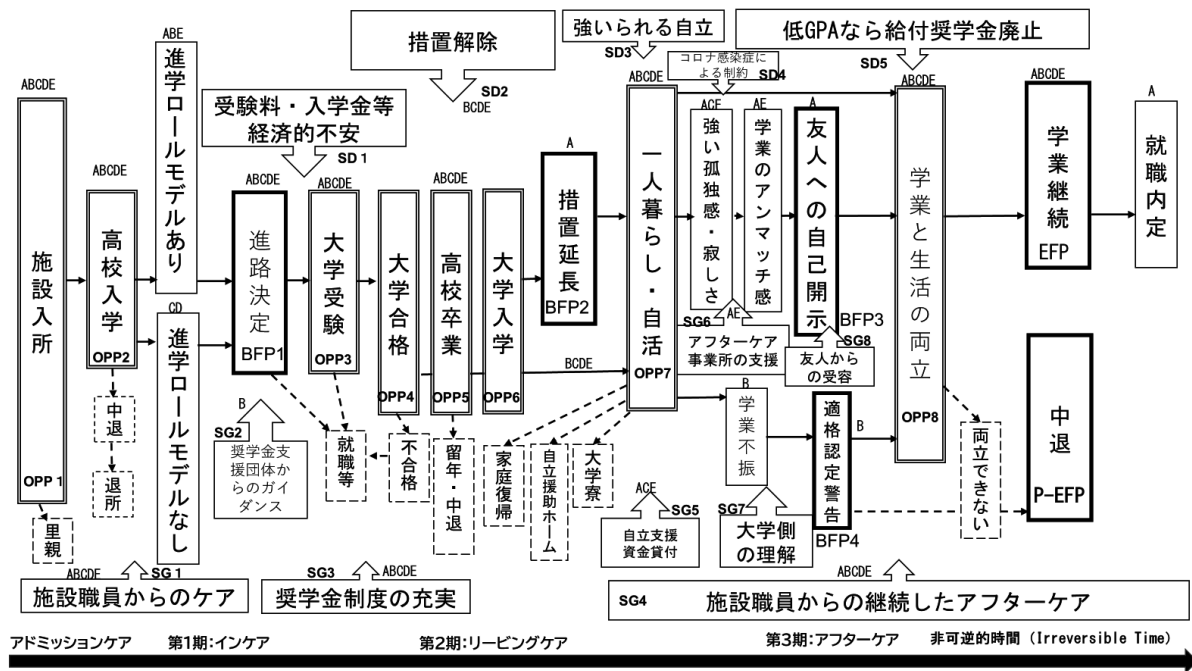 ABCDE
施設入所
OPP 1
里親
ABCDE
高校入学
OPP2
中退
退所
ABE
進学ロールモデルあり
CD
進学ロールモデルなし
受験料・入学金等
経済的不安
SD 1
ABCDE
進路決定
BFP1
ABCDE
大学受験
OPP3
B
SG2
奨学金支
援団体か
らのガイ
ダンス
就職等
措置解除
SD2
BCDE
大学合格
OPP4
不合格
ABCDE
高校卒業
OPP5
留年・中退
大学入学
OPP6
A
措置延長
BFP2
BCDE
家庭復帰
自立援助ホーム
大学寮
強いられる自立
SD3
ABCDE
一人暮らし・自活
OPP7
コロナ感染症に
よる制約
SD4
ACE
強い孤独感・寂しさ
AE
学業のアンマッチ感
A
友人への自己開示
BFP3
SG6
AE
アフターケア
事業所の支援
SG8
友人から
の受容
B
学業不振
適格認定警告
BFP4
B
ACE
SG5
自立支援
資金貸付
SG7
大学側
の理解
低GPAなら給付奨学金廃止
SD5
ABCDE
学業と生活の両立
OPP8
両立できない
ABCDE
学業継続
EFP
A
就職内定
中退
P-EFP
ABCDE
SG 1
施設職員からのケア
SG3
ABCDE
奨学金制度の充実
ABCDE
SG4
施設職員からの継続したアフターケア
アドミッションケア
第1期:インケア
第2期:リービングケア
第3期:アフターケア
非可逆的時間（Irreversible Time）